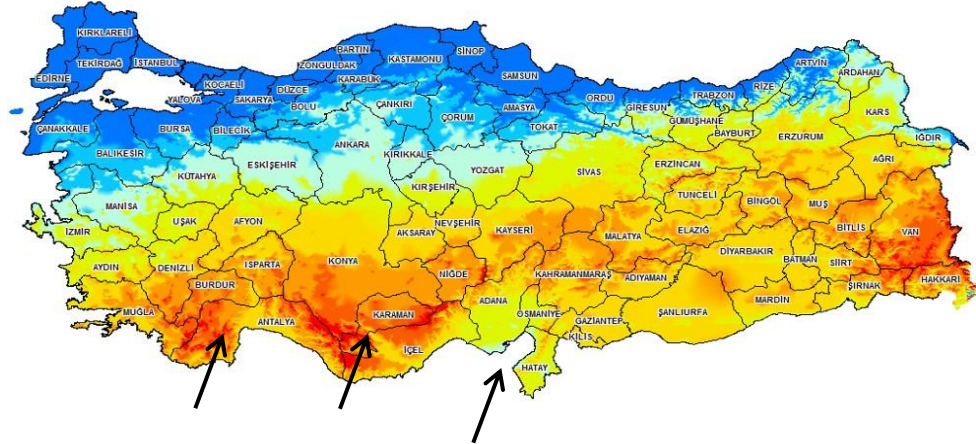 KIRKLARELİ
EDİRNE
TEKİRDAĞ
İSTANBUL
KOCAELİ
YALOVA
SAKARYA
DÜZCE
ZONGULDAK
BARTIN
KARABÜK
KASTAMONU
SİNOP
SAMSUN
ORDU
GİRESUN
TRABZON
RİZE
ARTVİN
ARDAHAN
ÇANAKKALE
BURSA
BİLECİK
BOLU
ÇANKIRI
ÇORUM
AMASYA
TOKAT
GÜMÜŞHANE
BAYBURT
ERZURUM
KARS
IĞDIR
BALIKESİR
KÜTAHYA
ESKİŞEHİR
ANKARA
KIRIKKALE
YOZGAT
SİVAS
ERZİNCAN
AĞRI
MANİSA
KIRŞEHİR
TUNCELİ
BİNGÖL
MUŞ
İZMİR
UŞAK
AFYON
AKSARAY
NEVŞEHİR
KAYSERİ
MALATYA
ELAZIĞ
BİTLİS
VAN
AYDIN
DENİZLİ
ISPARTA
KONYA
NİĞDE
KAHRAMANMARAŞ
ADIYAMAN
DİYARBAKIR
BATMAN
SİİRT
BURDUR
ŞIRNAK
HAKKARİ
MUĞLA
ANTALYA
KARAMAN
ADANA
OSMANİYE
GAZİANTEP
ŞANLIURFA
MARDİN
İÇEL
KİLİS
HATAY